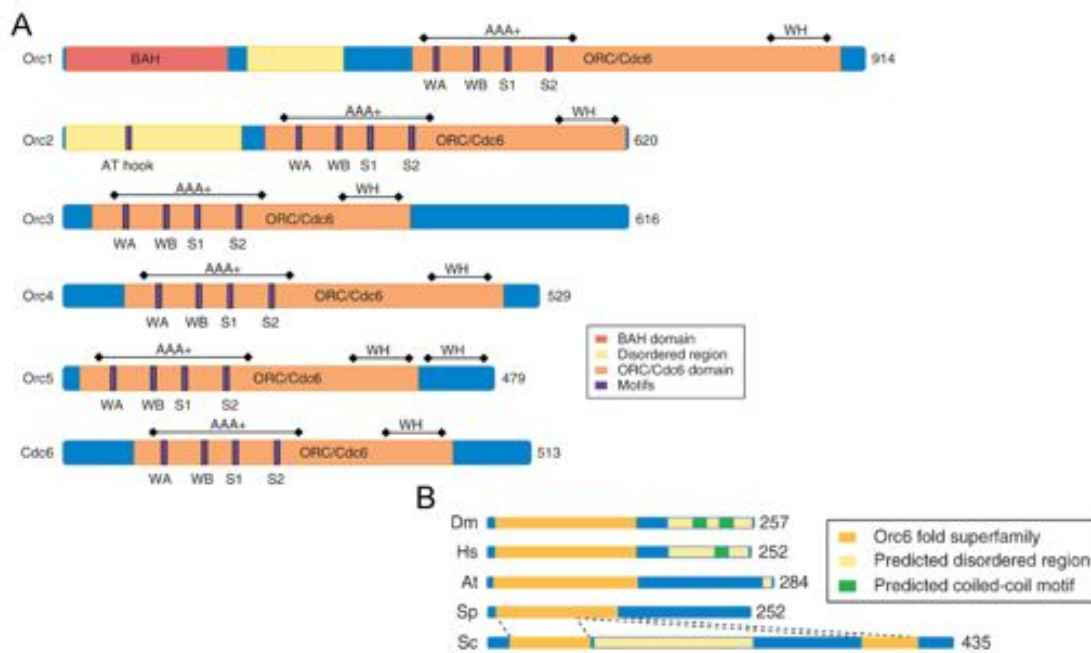 A
AAA+ WH
Orc1 BAH ORC/Cdc6 914
WA WB S1 S2
AAA+ WH
Orc2 ORC/Cdc6 620
AT hook WA WB S1 S2
AAA+ WH
Orc3 ORC/Cdc6 616
WA WB S1 S2
AAA+ WH
Orc4 ORC/Cdc6 529
WA WB S1 S2
BAH domain
Disordered region
ORC/Cdc6 domain
Motifs
AAA+ WH WH
Orc5 ORC/Cdc6 479
WA WB S1 S2
AAA+ WH
Cdc6 ORC/Cdc6 513
WA WB S1 S2
B
Dm 257
Hs 252
At 284
Sp 252
Sc 435
Orc6 fold superfamily
Predicted disordered region
Predicted coiled-coil motif